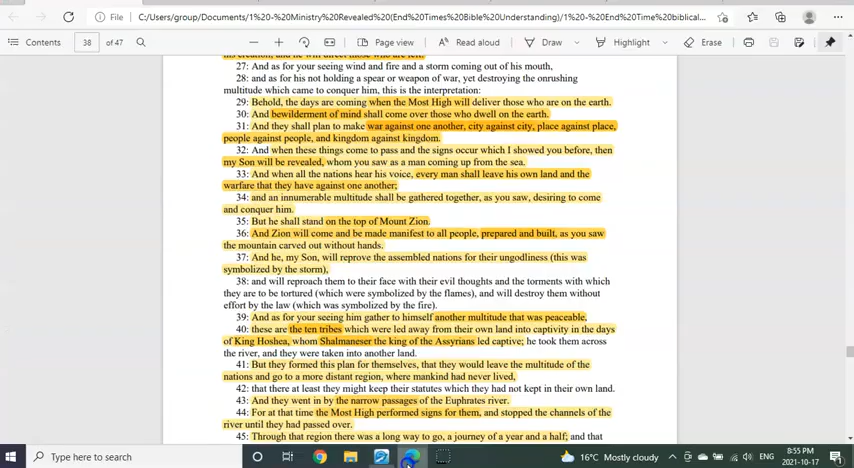 File
C:/Users/group/Documents/1%20-%20Ministry%20Revealed(End%20Times%20Bible%20Understanding)/1%20-%20End%20Time%20biblical...
Contents
38 of 47
Page view
Read aloud
Draw
Highlight
Erase
his creation, and he will direct those who are left.
27: And as for your seeing wind and fire and a storm coming out of his mouth,
28: and as for his not holding a spear or weapon of war, yet destroying the onrushing
multitude which came to conquer him, this is the interpretation:
29: Behold, the days are coming when the Most High will deliver those who are on the earth.
30: And bewilderment of mind shall come over those who dwell on the earth.
31: And they shall plan to make war against one another, city against city, place against place,
people against people, and kingdom against kingdom.
32: And when these things come to pass and the signs occur which I showed you before, then
my Son will be revealed, whom you saw as a man coming up from the sea.
33: And when all the nations hear his voice, every man shall leave his own land and the
warfare that they have against one another;
34: and an innumerable multitude shall be gathered together, as you saw, desiring to come
and conquer him.
35: But he shall stand on the top of Mount Zion.
36: And Zion will come and be made manifest to all people, prepared and built, as you saw
the mountain carved out without hands.
37: And he, my Son, will reprove the assembled nations for their ungodliness (this was
symbolized by the storm),
38: and will reproach them to their face with their evil thoughts and the torments with which
they are to be tortured (which were symbolized by the flames), and will destroy them without
effort by the law (which was symbolized by the fire).
39: And as for your seeing him gather to himself another multitude that was peaceable,
40: these are the ten tribes which were led away from their own land into captivity in the days
of King Hoshea, whom Shalmaneser the king of the Assyrians led captive; he took them across
the river, and they were taken into another land.
41: But they formed this plan for themselves, that they would leave the multitude of the
nations and go to a more distant region, where mankind had never lived,
42: that there at least they might keep their statutes which they had not kept in their own land.
43: And they went in by the narrow passages of the Euphrates river.
44: For at that time the Most High performed signs for them, and stopped the channels of the
river until they had passed over.
45: Through that region there was a long way to go, a journey of a year and a half; and that
Type here to search
16°C Mostly cloudy
ENG
8:55 PM
2021-10-17